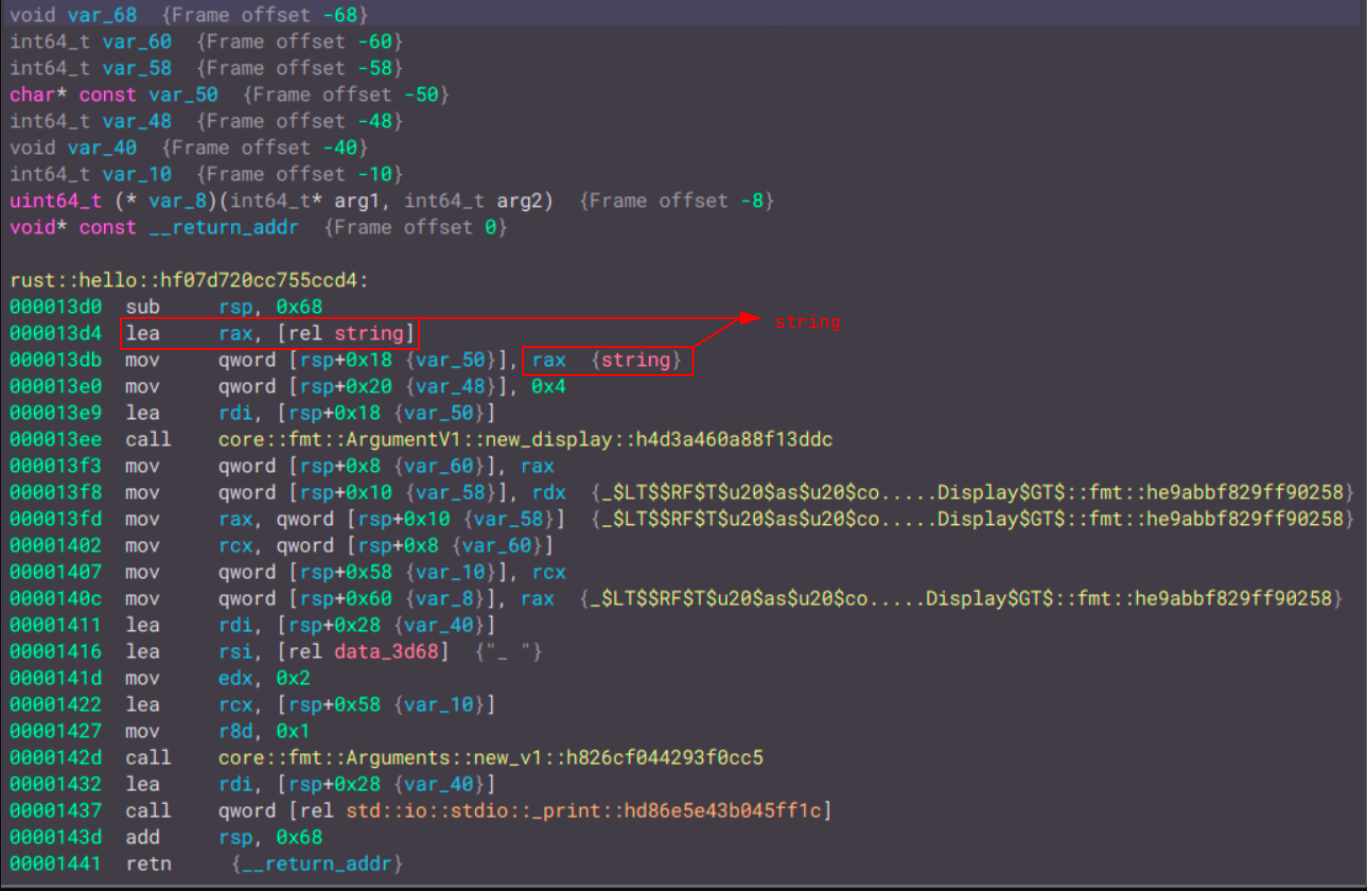 void var_68  {Frame offset -68}
int64_t var_60  {Frame offset -60}
int64_t var_58  {Frame offset -58}
char* const var_50  {Frame offset -50}
int64_t var_48  {Frame offset -48}
void var_40  {Frame offset -40}
int64_t var_10  {Frame offset -10}
uint64_t (* var_8)(int64_t* arg1, int64_t arg2)  {Frame offset -8}
void* const __return_addr  {Frame offset 0}
rust::hello::hf07d720cc755ccd4:
000013d0  sub     rsp, 0x68
000013d4  lea     rax, [rel string]
string
000013db  mov     qword [rsp+0x18 {var_50}], rax  {string}
000013e0  mov     qword [rsp+0x20 {var_48}], 0x4
000013e9  lea     rdi, [rsp+0x18 {var_50}]
000013ee  call    core::fmt::ArgumentV1::new_display::h4d3a460a88f13ddc
000013f3  mov     qword [rsp+0x8 {var_60}], rax
000013f8  mov     qword [rsp+0x10 {var_58}], rdx  {_$LT$$RF$T$u20$as$u20$co.....Display$GT$::fmt::he9abbf829ff90258}
000013fd  mov     rax, qword [rsp+0x10 {var_58}]  {_$LT$$RF$T$u20$as$u20$co.....Display$GT$::fmt::he9abbf829ff90258}
00001402  mov     rcx, qword [rsp+0x8 {var_60}]
00001407  mov     qword [rsp+0x58 {var_10}], rcx
0000140c  mov     qword [rsp+0x60 {var_8}], rax  {_$LT$$RF$T$u20$as$u20$co.....Display$GT$::fmt::he9abbf829ff90258}
00001411  lea     rdi, [rsp+0x28 {var_40}]
00001416  lea     rsi, [rel data_3d68]  {"_ "}
0000141d  mov     edx, 0x2
00001422  lea     rcx, [rsp+0x58 {var_10}]
00001427  mov     r8d, 0x1
0000142d  call    core::fmt::Arguments::new_v1::h826cf044293f0cc5
00001432  lea     rdi, [rsp+0x28 {var_40}]
00001437  call    qword [rel std::io::stdio::_print::hd86e5e43b045ff1c]
0000143d  add     rsp, 0x68
00001441  retn     {__return_addr}